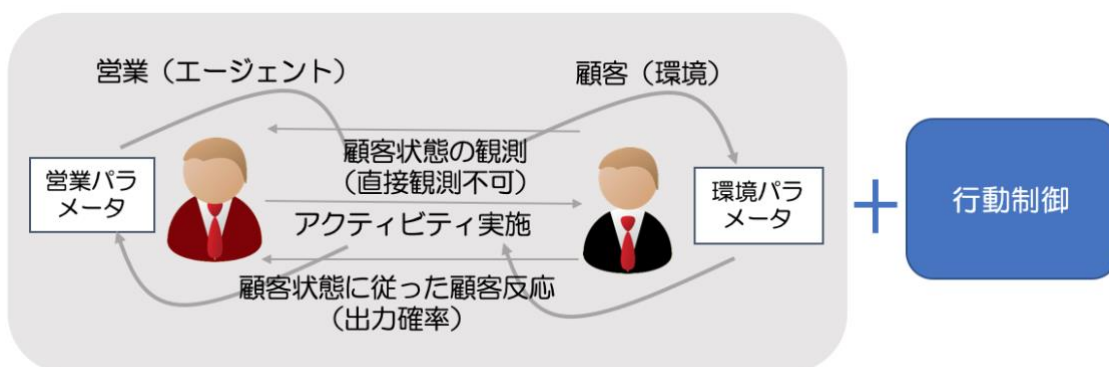 営業（エージェント）
顧客（環境）
顧客状態の観測
（直接観測不可）
営業パラ
メータ
環境パラ
メータ
行動制御
アクティビティ実施
顧客状態に従った顧客反応
（出力確率）